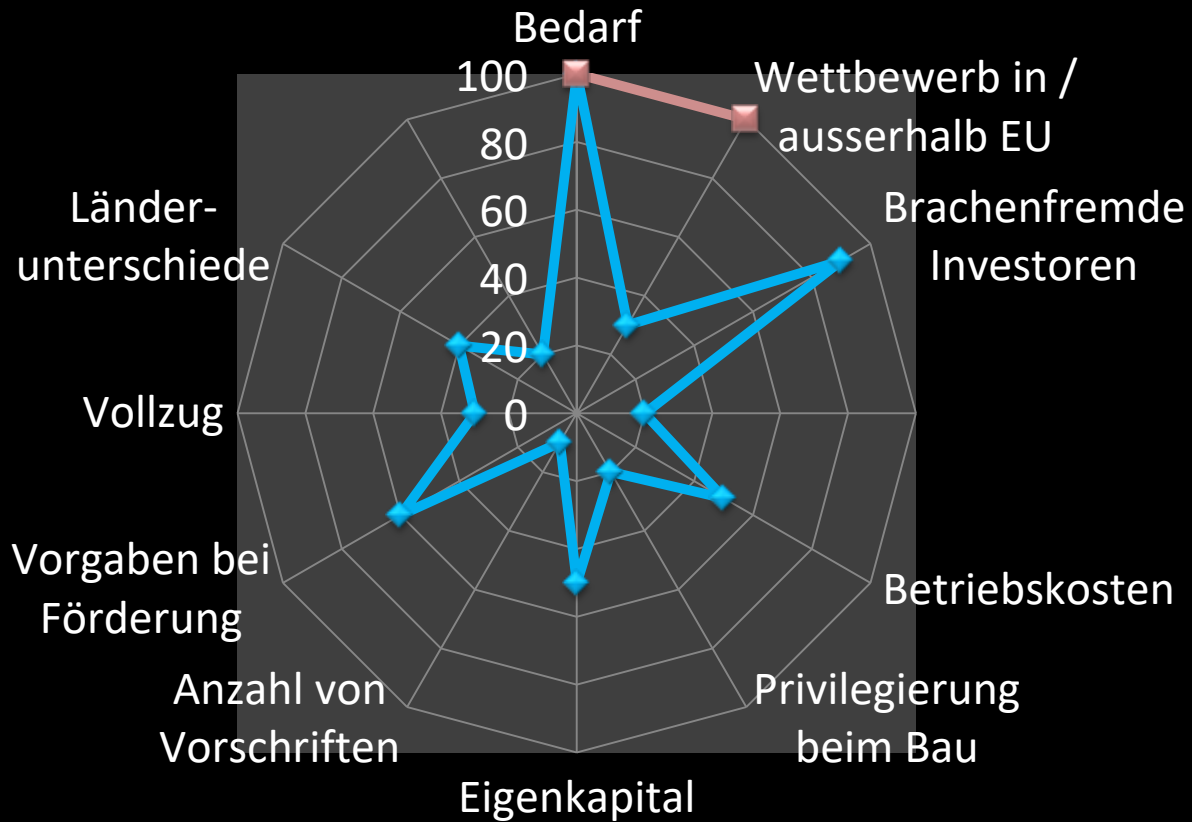 Bedarf
Wettbewerb in /
ausserhalb EU
Brachenfremde
Investoren
Betriebskosten
Privilegierung
beim Bau
Eigenkapital
Anzahl von
Vorschriften
Vorgaben bei
Förderung
Vollzug
Länder-
unterschiede
100
80
60
40
20
0